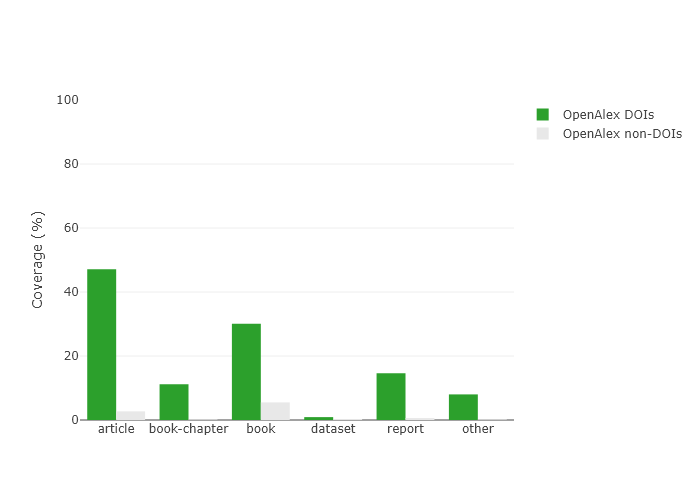 100
80
60
40
20
0
Coverage (%)
article
book-chapter
book
dataset
report
other
OpenAlex DOIs
OpenAlex non-DOIs